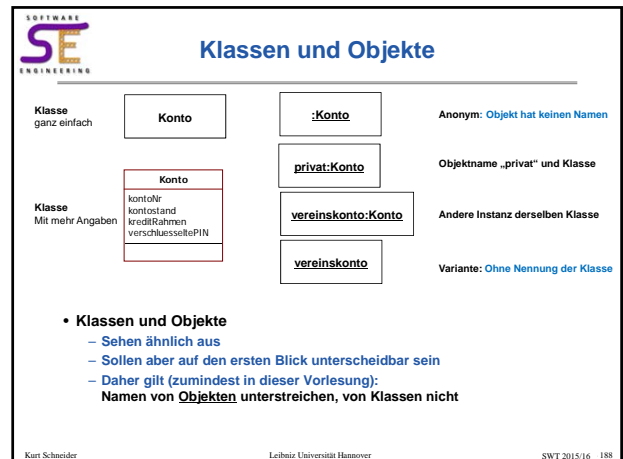 SOFTWARE
SE
ENGINEERING
Klassen und Objekte
Klasse
ganz einfach
Konto
:Konto
Anonym: Objekt hat keinen Namen
privat:Konto
Objektname „privat“ und Klasse
Klasse
Mit mehr Angaben
Konto
kontoNr
kontostand
kreditRahmen
verschluesseltePIN
vereinskonto:Konto
Andere Instanz derselben Klasse
vereinskonto
Variante: Ohne Nennung der Klasse
• Klassen und Objekte
– Sehen ähnlich aus
– Sollen aber auf den ersten Blick unterscheidbar sein
– Daher gilt (zumindest in dieser Vorlesung):
Namen von Objekten unterstreichen, von Klassen nicht
Kurt Schneider
Leibniz Universität Hannover
SWT 2015/16 188